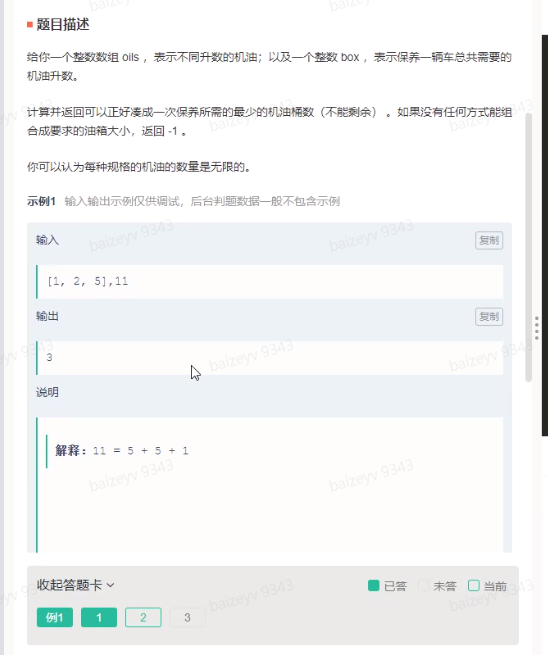 题目描述
给你一个整数数组 oils ，表示不同升数的机油；以及一个整数 box ，表示保养一辆车总共需要的
机油升数。
计算并返回可以正好凑成一次保养所需的最少的机油桶数（不能剩余） 。如果没有任何方式能组
合成要求的油箱大小，返回 -1 。
你可以认为每种规格的机油的数量是无限的。
示例1 输入输出示例仅供调试，后台判题数据一般不包含示例
输入 复制
[1, 2, 5],11
输出 复制
3
说明
解释：11 = 5 + 5 + 1
收起答题卡 已答 未答 当前
例1 1 2 3
baizeyv 9343